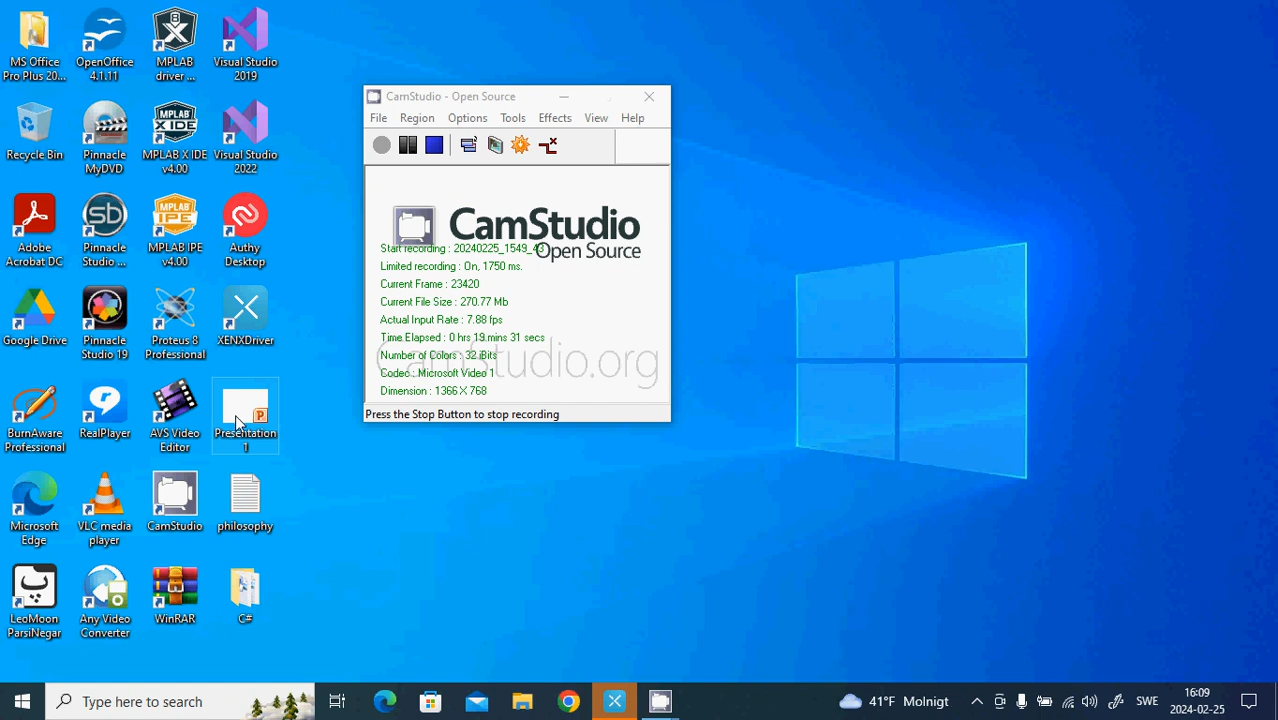 MS Office
Pro Plus 20...
OpenOffice
4.1.11
MPLAB
driver ...
Visual Studio
2019
Recycle Bin
Pinnacle
MyDVD
MPLAB X IDE
v4.00
Visual Studio
2022
Adobe
Acrobat DC
Pinnacle
Studio ...
MPLAB IPE
v4.00
Authy
Desktop
Google Drive
Pinnacle
Studio 19
Proteus 8
Professional
XENXDriver
BurnAware
Professional
RealPlayer
AVS Video
Editor
Presentation
1
Microsoft
Edge
VLC media
player
CamStudio
philosophy
LeoMoon
ParsiNegar
Any Video
Converter
WinRAR
C#
CamStudio - Open Source
File Region Options Tools Effects View Help
CamStudio
Open Source
Start recording : 20240225_1549_43
Limited recording : On, 1750 ms.
Current Frame : 23420
Current File Size : 270.77 Mb
Actual Input Rate : 7.88 fps
Time Elapsed : 0 hrs 19 mins 31 secs
Number of Colors : 32 iBits
CamStudio.org
Codec : Microsoft Video 1
Dimension : 1366 X 768
Press the Stop Button to stop recording
Type here to search
41°F Molnigt
SWE
16:09
2024-02-25